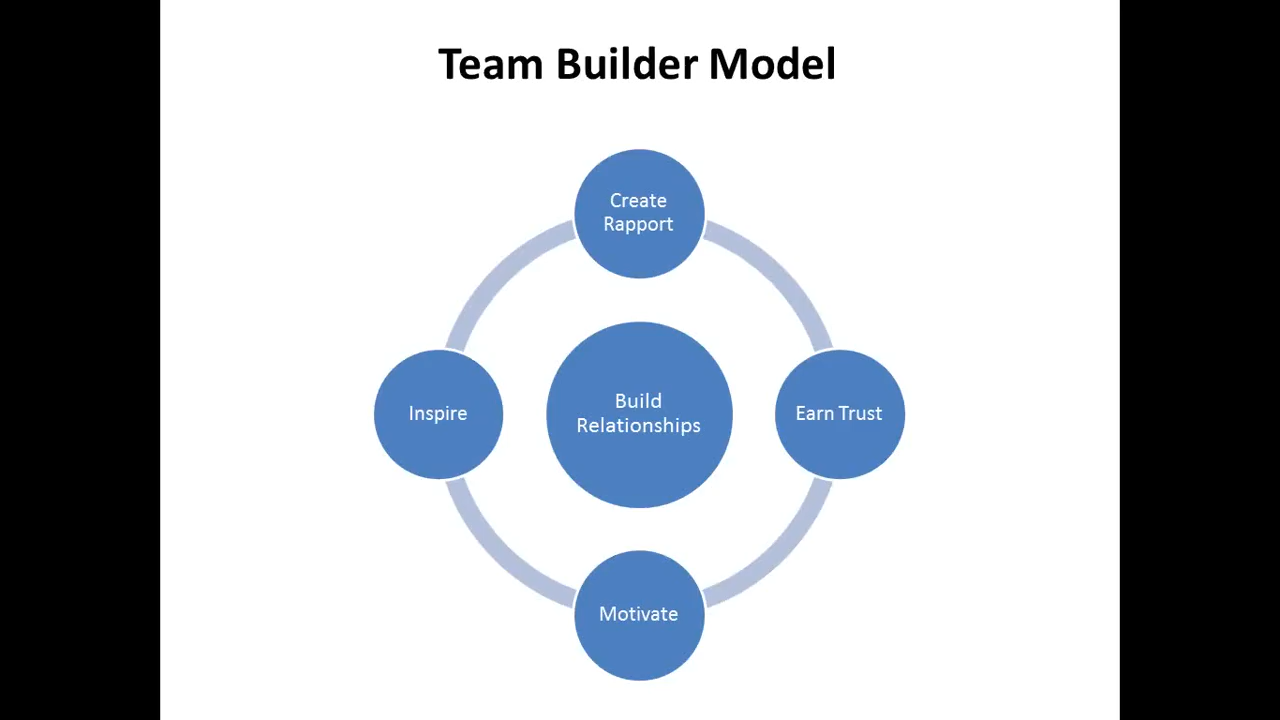 Team Builder Model
Create
Rapport
Inspire
Build
Relationships
Earn Trust
Motivate